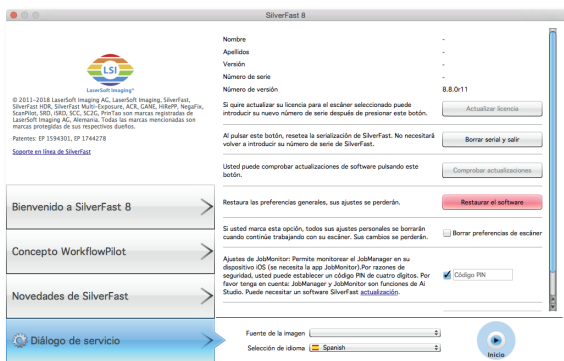 SilverFast 8
LSI
LaserSoft Imaging®
© 2011–2018 LaserSoft Imaging AG, LaserSoft Imaging, SilverFast,
SilverFast HDR, SilverFast Multi-Exposure, ACR, GANE, HiRePP, NegaFix,
ScanPilot, SRD, iSRD, SCC, SC2G, PrinTao son marcas registradas de
LaserSoft Imaging AG, Alemania. Todas las marcas mencionadas son
marcas protegidas de sus respectivos dueños.
Patentes: EP 1594301, EP 1744278
Soporte en línea de SilverFast
Bienvenido a SilverFast 8
Concepto WorkflowPilot
Novedades de SilverFast
Diálogo de servicio
Nombre -
Apellidos -
Versión -
Número de serie -
Número de versión 8.8.0r11
Si quire actualizar su licencia para el escáner seleccionado puede
introducir su nuevo número de serie después de presionar este botón.
Actualizar licencia
Al pulsar este botón, resetea la serialización de SilverFast. No necesitará
volver a introducir su número de serie de SilverFast.
Borrar serial y salir
Usted puede comprobar actualizaciones de software pulsando este
botón.
Comprobar actualizaciones
Restaura las preferencias generales, sus ajustes se perderán.
Restaurar el software
Si usted marca esta opción, todos sus ajustes personales se borrarán
cuando continúe trabajando con su escáner. Sus cambios se perderán.
Borrar preferencias de escáner
Ajustes de JobMonitor: Permite monitorear el JobManager en su
dispositivo iOS (se necesita la app JobMonitor).Por razones de
seguridad, usted puede establecer un código PIN de cuatro dígitos. Por
favor tenga en cuenta: JobManager y JobMonitor son funciones de Ai
Studio. Puede necesitar un software SilverFast actualización.
Código PIN
Fuente de la imagen
Selección de idioma Spanish
Inicio